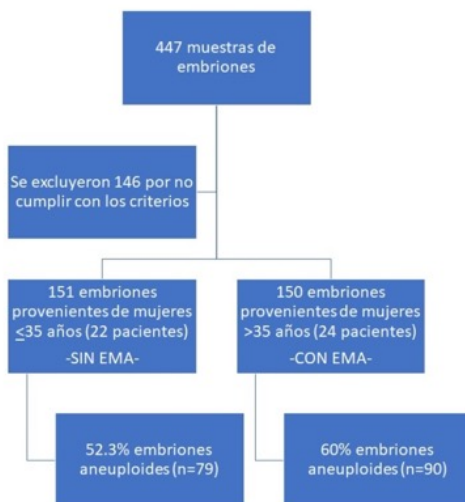 447 muestras de
embriones
Se excluyeron 146 por no
cumplir con los criterios
151 embriones
provenientes de mujeres
≤35 años (22 pacientes)
-SIN EMA-
150 embriones
provenientes de mujeres
>35 años (24 pacientes)
-CON EMA-
52.3% embriones
aneuploides (n=79)
60% embriones
aneuploides (n=90)